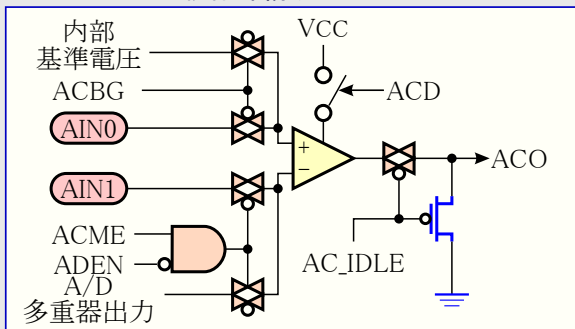 内部
基準電圧
ACBG
AIN0
AIN1
ACME
ADEN
A/D
多重器出力
VCC
ACD
+
−
ACO
AC_IDLE